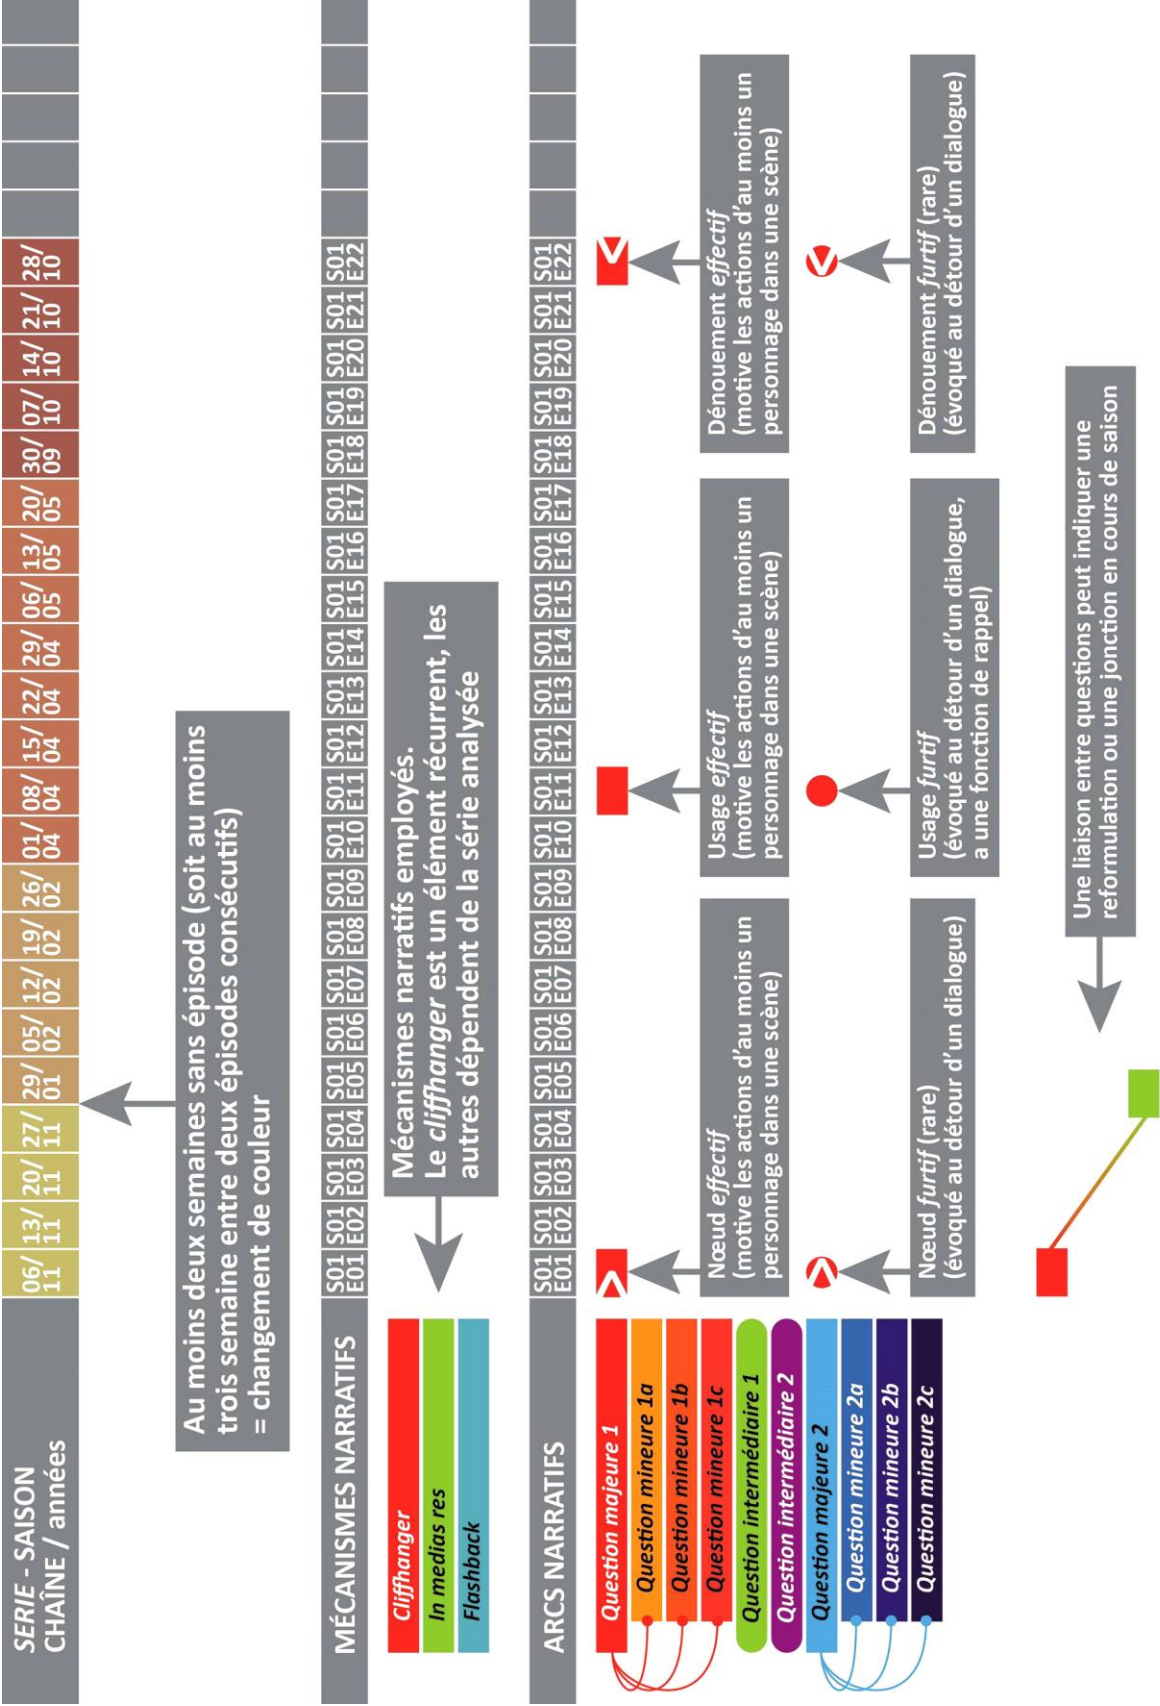 SERIE - SAISON
CHAÎNE / années
06/ 13/ 20/ 27/ 29/ 05/ 12/ 19/ 26/ 01/ 08/ 15/ 22/ 29/ 06/ 13/ 20/ 30/ 07/ 14/ 21/ 28/
11 11 11 11 01 02 02 02 02 04 04 04 04 04 05 05 05 09 10 10 10 10
Au moins deux semaines sans épisode (soit au moins
trois semaine entre deux épisodes consécutifs)
= changement de couleur
MÉCANISMES NARRATIFS
S01 S01 S01 S01 S01 S01 S01 S01 S01 S01 S01 S01 S01 S01 S01 S01 S01 S01 S01 S01 S01 S01
E01 E02 E03 E04 E05 E06 E07 E08 E09 E10 E11 E12 E13 E14 E15 E16 E17 E18 E19 E20 E21 E22
Cliffhanger
In medias res
Flashback
Mécanismes narratifs employés.
Le cliffhanger est un élément récurrent, les
autres dépendent de la série analysée
ARCS NARRATIFS
S01 S01 S01 S01 S01 S01 S01 S01 S01 S01 S01 S01 S01 S01 S01 S01 S01 S01 S01 S01 S01 S01
E01 E02 E03 E04 E05 E06 E07 E08 E09 E10 E11 E12 E13 E14 E15 E16 E17 E18 E19 E20 E21 E22
Question majeure 1
Question mineure 1a
Question mineure 1b
Question mineure 1c
Question intermédiaire 1
Question intermédiaire 2
Question majeure 2
Question mineure 2a
Question mineure 2b
Question mineure 2c
Nœud effectif
(motive les actions d'au moins un
personnage dans une scène)
Usage effectif
(motive les actions d'au moins un
personnage dans une scène)
Dénouement effectif
(motive les actions d'au moins un
personnage dans une scène)
Nœud furtif (rare)
(évoqué au détour d'un dialogue)
Usage furtif
(évoqué au détour d'un dialogue,
a une fonction de rappel)
Dénouement furtif (rare)
(évoqué au détour d'un dialogue)
Une liaison entre questions peut indiquer une
reformulation ou une jonction en cours de saison